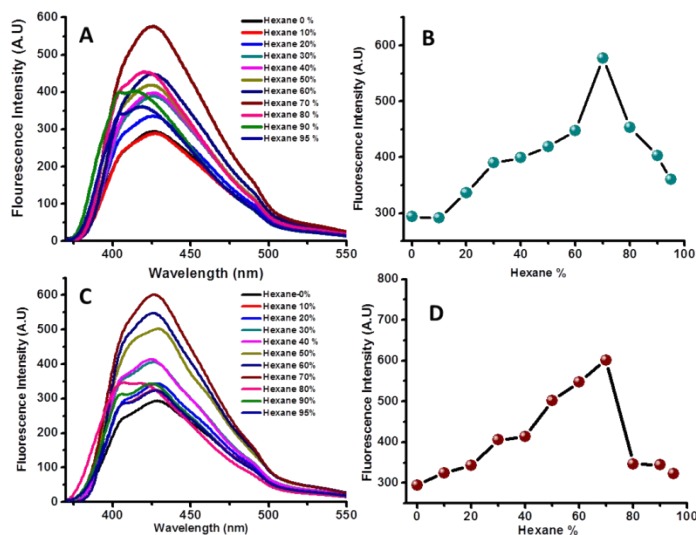 A
Flourescence Intensity (A.U)
600
500
400
300
200
100
0
400
450
500
550
Wavelength (nm)
Hexane 0 %
Hexane 10%
Hexane 20%
Hexane 30%
Hexane 40%
Hexane 50%
Hexane 60%
Hexane 70 %
Hexane 80 %
Hexane 90 %
Hexane 95 %
B
Fluorescence Intensity (A.U)
600
500
400
300
0
20
40
60
80
100
Hexane %
C
Fluorescence Intensity (A.U)
600
500
400
300
200
100
0
400
450
500
550
Wavelength (nm)
Hexane-0%
Hexane 10%
Hexane 20%
Hexane 30%
Hexane 40 %
Hexane 50%
Hexane 60%
Hexane 70%
Hexane 80%
Hexane 90%
Hexane 95%
D
Fluorescence Intensity (A.U)
800
700
600
500
400
300
0
20
40
60
80
100
Hexane %